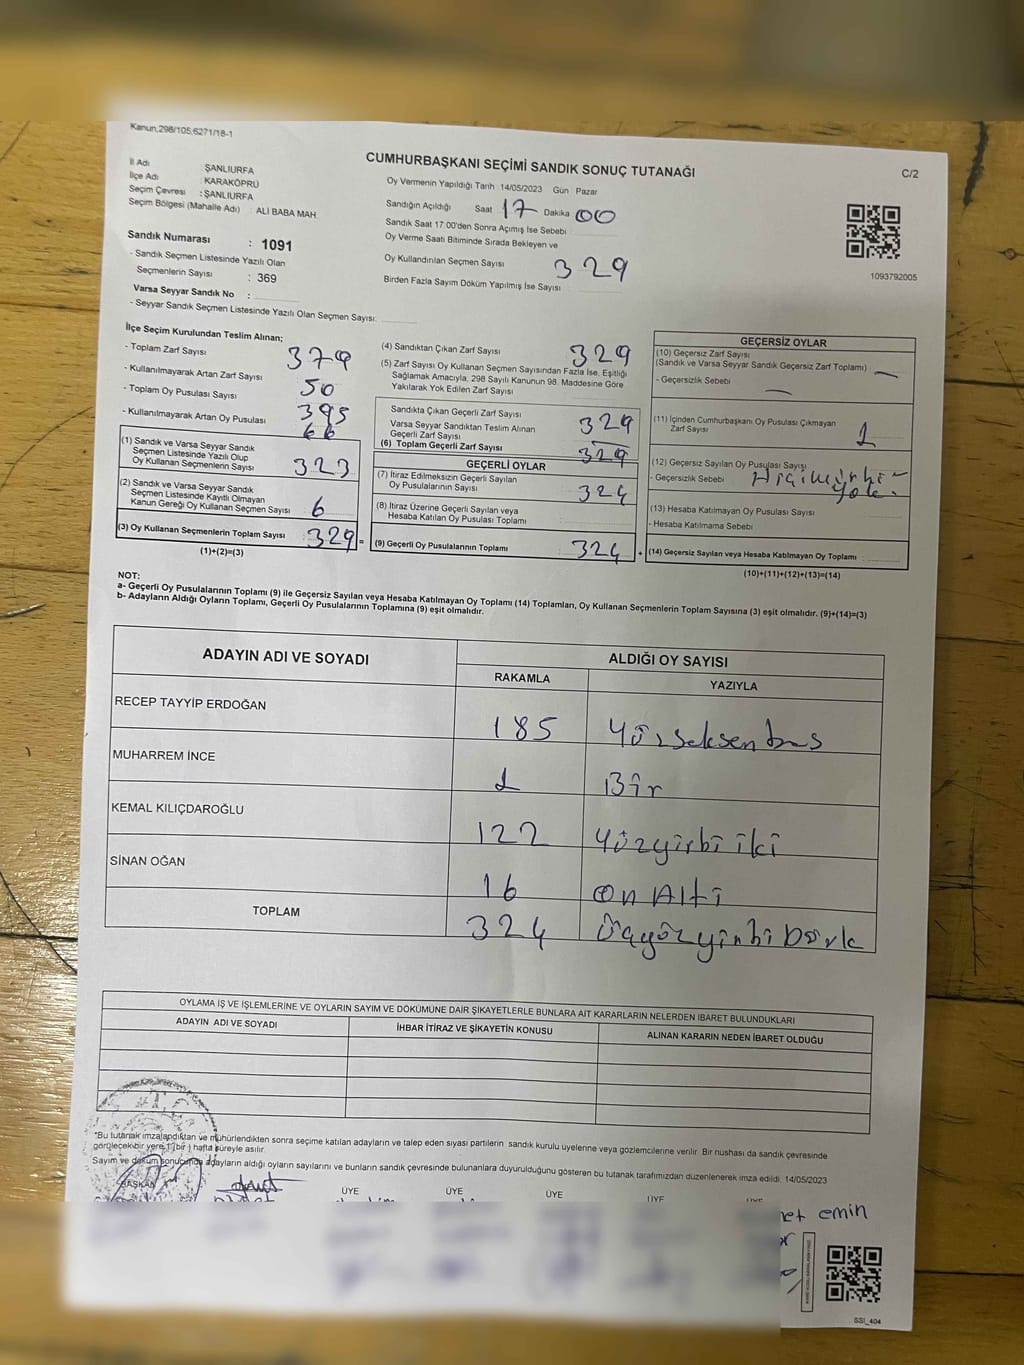 Kanun;298/105;6271/18-1
CUMHURBAŞKANI SEÇİMİ SANDIK SONUÇ TUTANAĞI
C/2
İl Adı : ŞANLIURFA
İlçe Adı : KARAKÖPRÜ
Seçim Çevresi : ŞANLIURFA
Seçim Bölgesi (Mahalle Adı) : ALİ BABA MAH.
Sandık Numarası : 1091
- Sandık Seçmen Listesinde Yazılı Olan
Seçmenlerin Sayısı : 369
Varsa Seyyar Sandık No :
- Seyyar Sandık Seçmen Listesinde Yazılı Olan Seçmen Sayısı:
Oy Vermenin Yapıldığı Tarih 14/05/2023 Gün Pazar
Sandığın Açıldığı Saat 17 Dakika 00
Sandık Saat 17:00'den Sonra Açımış İse Sebebi
Oy Verme Saati Bitiminde Sırada Bekleyen ve
Oy Kullandırılan Seçmen Sayısı 329
Birden Fazla Sayım Döküm Yapılmış İse Sayısı
1093792005
İlçe Seçim Kurulundan Teslim Alınan;
- Toplam Zarf Sayısı 379
- Kullanılmayarak Artan Zarf Sayısı 50
- Toplam Oy Pusulası Sayısı 395
- Kullanılmayarak Artan Oy Pusulası 66
(1) Sandık ve Varsa Seyyar Sandık
Seçmen Listesinde Yazılı Olup
Oy Kullanan Seçmenlerin Sayısı 323
(2) Sandık ve Varsa Seyyar Sandık
Seçmen Listesinde Kayıtlı Olmayan
Kanun Gereği Oy Kullanan Seçmen Sayısı 6
(3) Oy Kullanan Seçmenlerin Toplam Sayısı : 329 =
(1)+(2)=(3)
(4) Sandıktan Çıkan Zarf Sayısı 329
(5) Zarf Sayısı Oy Kullanan Seçmen Sayısından Fazla İse, Eşitliği
Sağlamak Amacıyla, 298 Sayılı Kanunun 98. Maddesine Göre
Yakılarak Yok Edilen Zarf Sayısı
Sandıkta Çıkan Geçerli Zarf Sayısı 329
Varsa Seyyar Sandıktan Teslim Alınan
Geçerli Zarf Sayısı
(6) Toplam Geçerli Zarf Sayısı 329
GEÇERLİ OYLAR
(7) İtiraz Edilmeksizin Geçerli Sayılan
Oy Pusulalarının Sayısı 324
(8) İtiraz Üzerine Geçerli Sayılan veya
Hesaba Katılan Oy Pusulası Toplamı
(9) Geçerli Oy Pusulalarının Toplamı 324 +
GEÇERSİZ OYLAR
(10) Geçersiz Zarf Sayısı
(Sandık ve Varsa Seyyar Sandık Geçersiz Zarf Toplamı) —
- Geçersizlik Sebebi —
(11) İçinden Cumhurbaşkanı Oy Pusulası Çıkmayan
Zarf Sayısı 1
(12) Geçersiz Sayılan Oy Pusulası Sayısı
- Geçersizlik Sebebi
(13) Hesaba Katılmayan Oy Pusulası Sayısı
- Hesaba Katılmama Sebebi
(14) Geçersiz Sayılan veya Hesaba Katılmayan Oy Toplamı
(10)+(11)+(12)+(13)=(14)
NOT:
a- Geçerli Oy Pusulalarının Toplamı (9) ile Geçersiz Sayılan veya Hesaba Katılmayan Oy Toplamı (14) Toplamları, Oy Kullanan Seçmenlerin Toplam Sayısına (3) eşit olmalıdır. (9)+(14)=(3)
b- Adayların Aldığı Oyların Toplamı, Geçerli Oy Pusulalarının Toplamına (9) eşit olmalıdır.
ADAYIN ADI VE SOYADI
ALDIĞI OY SAYISI
RAKAMLA YAZIYLA
RECEP TAYYİP ERDOĞAN 185 Yüzseksenbeş
MUHARREM İNCE 1 Bir
KEMAL KILIÇDAROĞLU 122 Yüzyirbi iki
SİNAN OĞAN 16 on Altı
TOPLAM 324
OYLAMA İŞ VE İŞLEMLERİNE VE OYLARIN SAYIM VE DÖKÜMÜNE DAİR ŞİKAYETLERLE BUNLARA AİT KARARLARIN NELERDEN İBARET BULUNDUKLARI
ADAYIN ADI VE SOYADI İHBAR İTİRAZ VE ŞİKAYETİN KONUSU ALINAN KARARIN NEDEN İBARET OLDUĞU
*Bu tutanak imzalandıktan ve mühürlendikten sonra seçime katılan adayların ve talep eden siyasi partilerin sandık kurulu üyelerine veya gözlemcilerine verilir. Bir nushası da sandık çevresinde
görülecek bir yere 1 (bir) hafta süreyle asılır.
Sayım ve döküm sonucunda adayların aldığı oyların sayılarını ve bunların sandık çevresinde bulunanlara duyurulduğunu gösteren bu tutanak tarafımızdan düzenlenerek imza edildi. 14/05/2023
BAŞKAN ÜYE ÜYE ÜYE ÜYE ÜYE
emin
SSİ_404